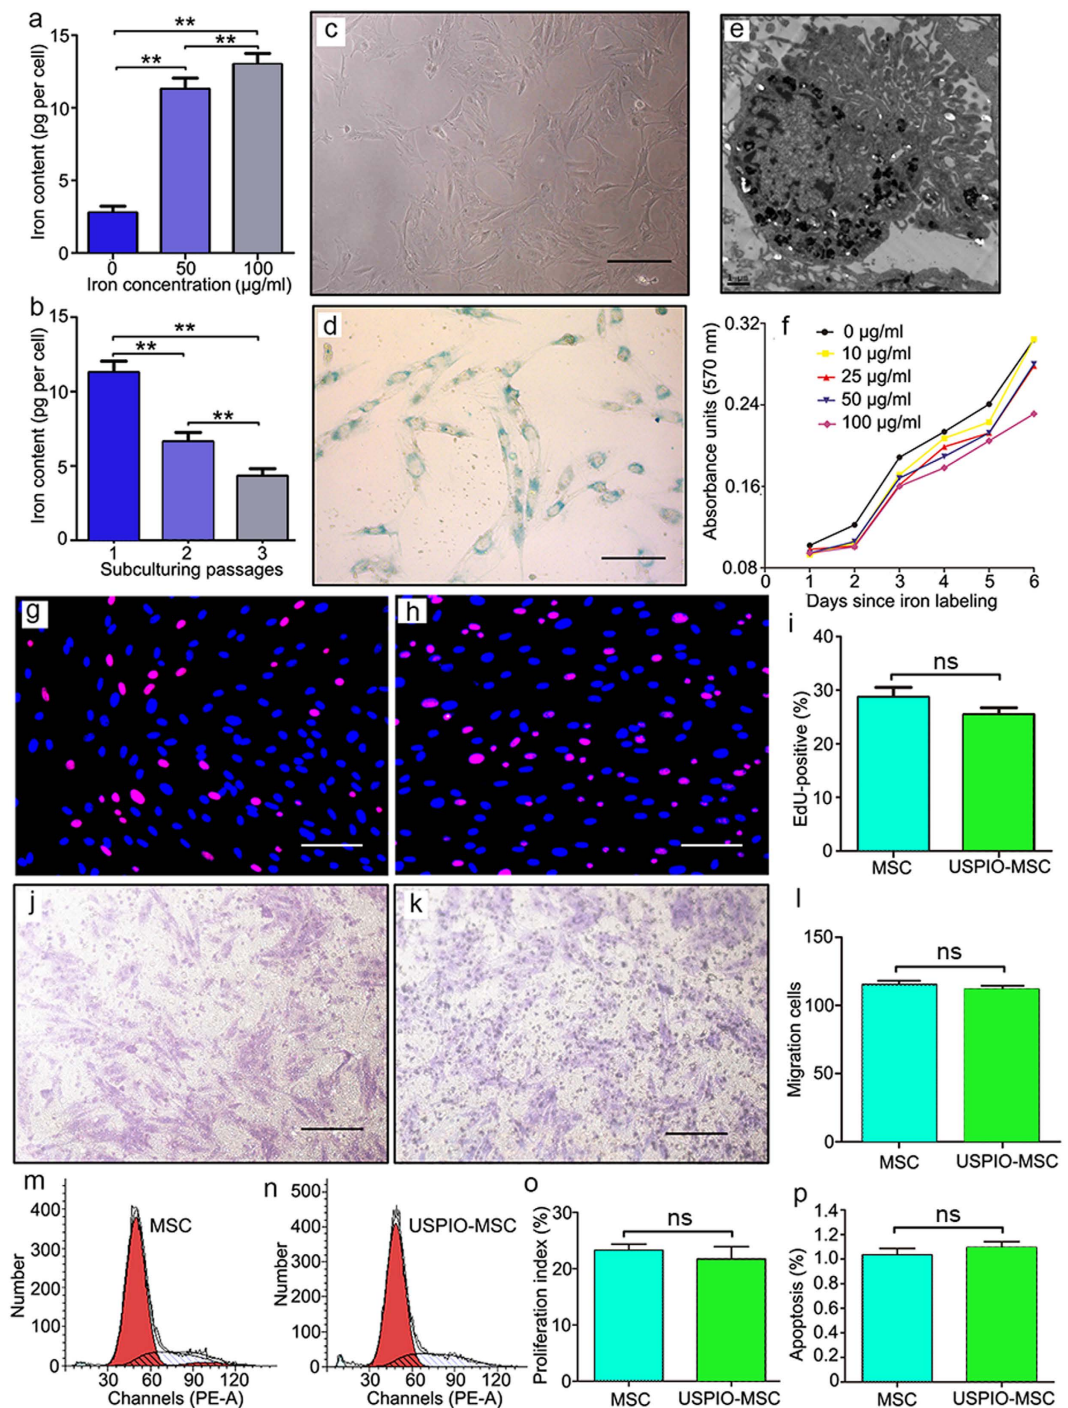 a
**
**
**
15
10
5
0
Iron content (pg per cell)
0 50 100
Iron concentration (µg/ml)
b
**
**
**
15
10
5
0
Iron content (pg per cell)
1 2 3
Subculturing passages
c
d
e
f
0.32
0.24
0.16
0.08
Absorbance units (570 nm)
0 µg/ml
10 µg/ml
25 µg/ml
50 µg/ml
100 µg/ml
0 1 2 3 4 5 6
Days since iron labeling
g
h
i
40
30
20
10
0
EdU-positive (%)
ns
MSC USPIO-MSC
j
k
l
150
100
50
0
Migration cells
ns
MSC USPIO-MSC
m
400
300
200
100
0
Number
MSC
30 60 90 120
Channels (PE-A)
n
500
400
300
200
100
0
Number
USPIO-MSC
0 30 60 90 120
Channels (PE-A)
o
30
20
10
0
Proliferation index (%)
ns
MSC USPIO-MSC
p
1.4
1.2
1.0
0.8
0.6
0.4
0.2
0
Apoptosis (%)
ns
MSC USPIO-MSC